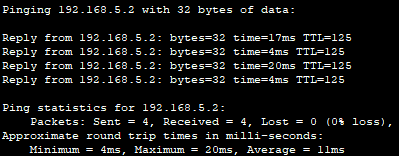 Pinging 192.168.5.2 with 32 bytes of data:
Reply from 192.168.5.2: bytes=32 time=17ms TTL=125
Reply from 192.168.5.2: bytes=32 time=4ms TTL=125
Reply from 192.168.5.2: bytes=32 time=20ms TTL=125
Reply from 192.168.5.2: bytes=32 time=4ms TTL=125
Ping statistics for 192.168.5.2:
Packets: Sent = 4, Received = 4, Lost = 0 (0% loss),
Approximate round trip times in milli-seconds:
Minimum = 4ms, Maximum = 20ms, Average = 11ms